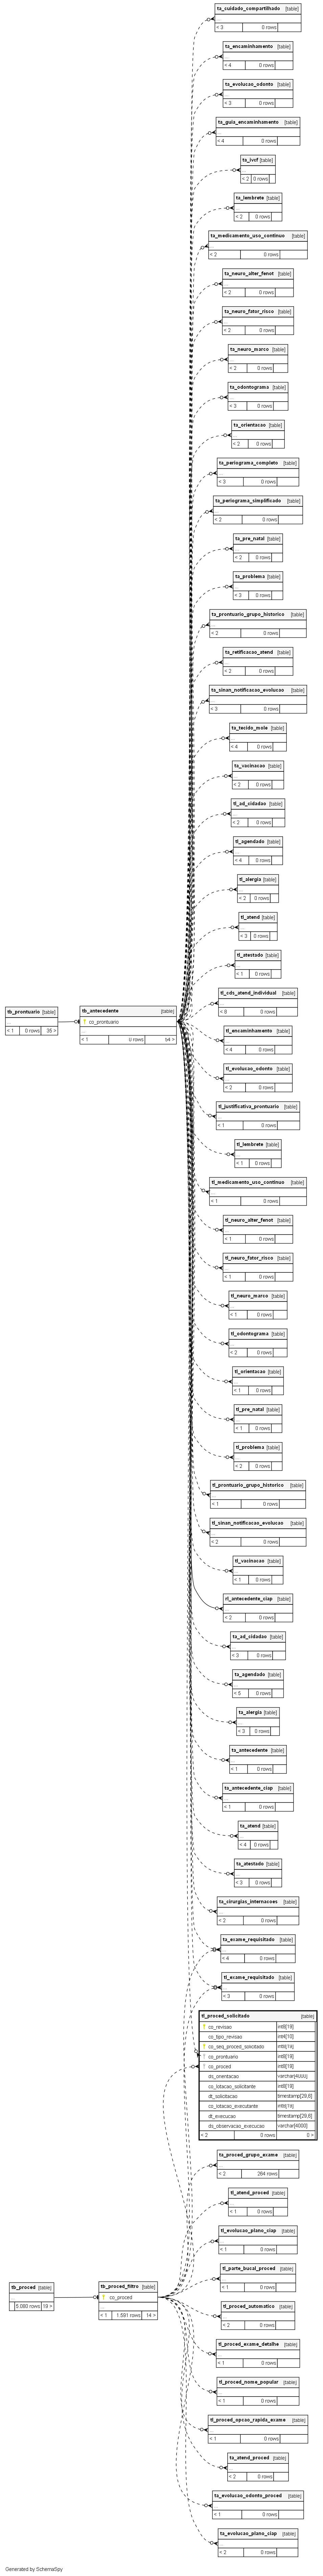 ta_cuidado_compartilhado [table]
< 3 0 rows
ta_encaminhamento [table]
...
< 4 0 rows
ta_evolucao_odonto [table]
...
< 3 0 rows
ta_guia_encaminhamento [table]
...
< 4 0 rows
ta_ivcf [table]
...
< 2 0 rows
ta_lembrete [table]
...
< 2 0 rows
ta_medicamento_uso_continuo [table]
...
< 2 0 rows
ta_neuro_alter_fenot [table]
...
< 2 0 rows
ta_neuro_fator_risco [table]
...
< 2 0 rows
ta_neuro_marco [table]
...
< 2 0 rows
ta_odontograma [table]
...
< 3 0 rows
ta_orientacao [table]
...
< 2 0 rows
ta_periograma_completo [table]
...
< 3 0 rows
ta_periograma_simplificado [table]
...
< 2 0 rows
ta_pre_natal [table]
...
< 2 0 rows
ta_problema [table]
...
< 3 0 rows
ta_prontuario_grupo_historico [table]
...
< 2 0 rows
ta_retificacao_atend [table]
...
< 2 0 rows
ta_sinan_notificacao_evolucao [table]
...
< 3 0 rows
ta_tecido_mole [table]
...
< 4 0 rows
ta_vacinacao [table]
...
< 2 0 rows
tl_ad_cidadao [table]
...
< 2 0 rows
tl_agendado [table]
...
< 4 0 rows
tl_alergia [table]
...
< 2 0 rows
tl_atend [table]
...
< 3 0 rows
tl_atestado [table]
...
< 1 0 rows
tl_cds_atend_individual [table]
...
< 8 0 rows
tb_prontuario [table]
< 1 0 rows 35 >
tb_antecedente [table]
co_prontuario
...
< 1 0 rows 54 >
tl_encaminhamento [table]
...
< 4 0 rows
tl_evolucao_odonto [table]
...
< 2 0 rows
tl_justificativa_prontuario [table]
...
< 1 0 rows
tl_lembrete [table]
...
< 1 0 rows
tl_medicamento_uso_continuo [table]
...
< 1 0 rows
tl_neuro_alter_fenot [table]
...
< 1 0 rows
tl_neuro_fator_risco [table]
...
< 1 0 rows
tl_neuro_marco [table]
...
< 1 0 rows
tl_odontograma [table]
...
< 2 0 rows
tl_orientacao [table]
...
< 1 0 rows
tl_pre_natal [table]
...
< 1 0 rows
tl_problema [table]
...
< 2 0 rows
tl_prontuario_grupo_historico [table]
...
< 1 0 rows
tl_sinan_notificacao_evolucao [table]
...
< 2 0 rows
tl_vacinacao [table]
...
< 1 0 rows
rl_antecedente_ciap [table]
...
< 2 0 rows
ta_ad_cidadao [table]
...
< 3 0 rows
ta_agendado [table]
...
< 5 0 rows
ta_alergia [table]
...
< 3 0 rows
ta_antecedente [table]
...
< 1 0 rows
ta_antecedente_ciap [table]
...
< 1 0 rows
ta_atend [table]
...
< 4 0 rows
ta_atestado [table]
...
< 3 0 rows
ta_cirurgias_internacoes [table]
...
< 2 0 rows
ta_exame_requisitado [table]
...
< 4 0 rows
tl_exame_requisitado [table]
...
< 3 0 rows
tl_proced_solicitado [table]
co_revisao int8[19]
co_tipo_revisao int4[10]
co_seq_proced_solicitado int8[19]
co_prontuario int8[19]
co_proced int8[19]
ds_orientacao varchar[4000]
co_lotacao_solicitante int8[19]
dt_solicitacao timestamp[29,6]
co_lotacao_executante int8[19]
dt_execucao timestamp[29,6]
ds_observacao_execucao varchar[4000]
< 2 0 rows 0 >
ta_proced_grupo_exame [table]
...
< 2 264 rows
tl_atend_proced [table]
...
< 1 0 rows
tl_evolucao_plano_ciap [table]
...
< 1 0 rows
tl_parte_bucal_proced [table]
...
< 1 0 rows
tb_proced [table]
5 080 rows 19 >
tb_proced_filtro [table]
co_proced
...
< 1 1 591 rows 14 >
tl_proced_automatico [table]
...
< 2 0 rows
tl_proced_exame_detalhe [table]
...
< 1 0 rows
tl_proced_nome_popular [table]
...
< 1 0 rows
tl_proced_opcao_rapida_exame [table]
...
< 1 0 rows
ta_atend_proced [table]
...
< 2 0 rows
ta_evolucao_odonto_proced [table]
...
< 1 0 rows
ta_evolucao_plano_ciap [table]
...
< 2 0 rows
Generated by SchemaSpy